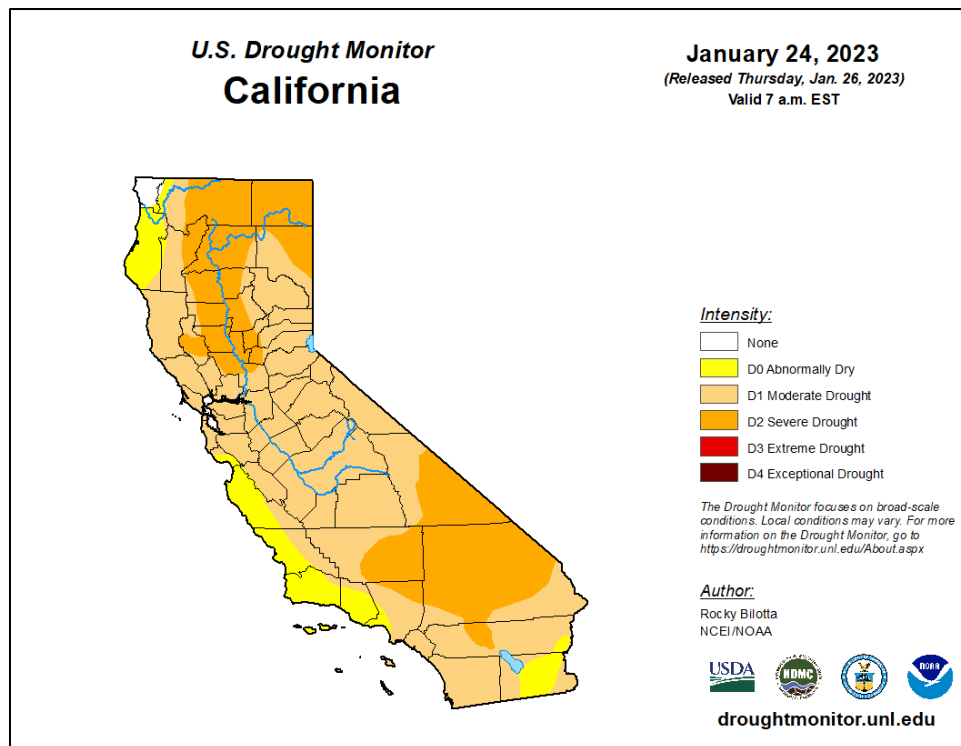 U.S. Drought Monitor
California
January 24, 2023
(Released Thursday, Jan. 26, 2023)
Valid 7 a.m. EST
Intensity:
None
D0 Abnormally Dry
D1 Moderate Drought
D2 Severe Drought
D3 Extreme Drought
D4 Exceptional Drought
The Drought Monitor focuses on broad-scale
conditions. Local conditions may vary. For more
information on the Drought Monitor, go to
https://droughtmonitor.unl.edu/About.aspx
Author:
Rocky Bilotta
NCEI/NOAA
USDA
NDMC
NOAA
droughtmonitor.unl.edu